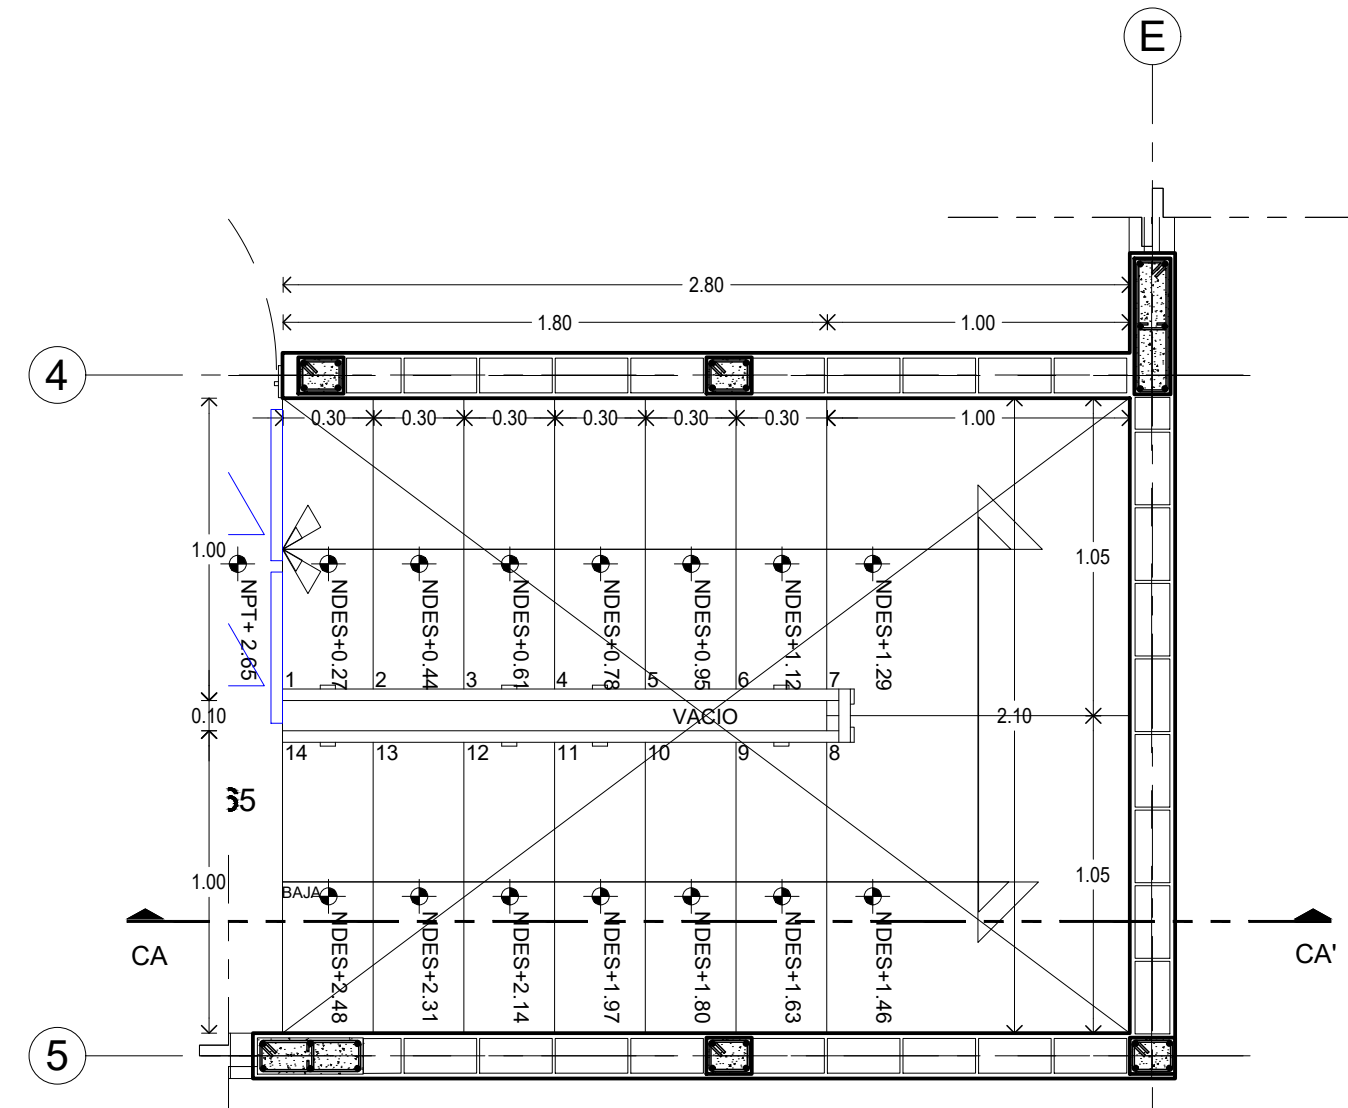 E
2.80
1.80
1.00
4
0.30
0.30
0.30
0.30
0.30
0.30
1.00
1.00
1.05
NPT+ 2.65
NDES+0.27
NDES+0.44
NDES+0.61
NDES+0.78
NDES+0.95
NDES+1.12
NDES+1.29
1
2
3
4
5
6
7
0.10
VACIO
2.10
14
13
12
11
10
9
8
65
1.00
1.05
BAJA
NDES+2.48
NDES+2.31
NDES+2.14
NDES+1.97
NDES+1.80
NDES+1.63
NDES+1.46
CA
CA'
5